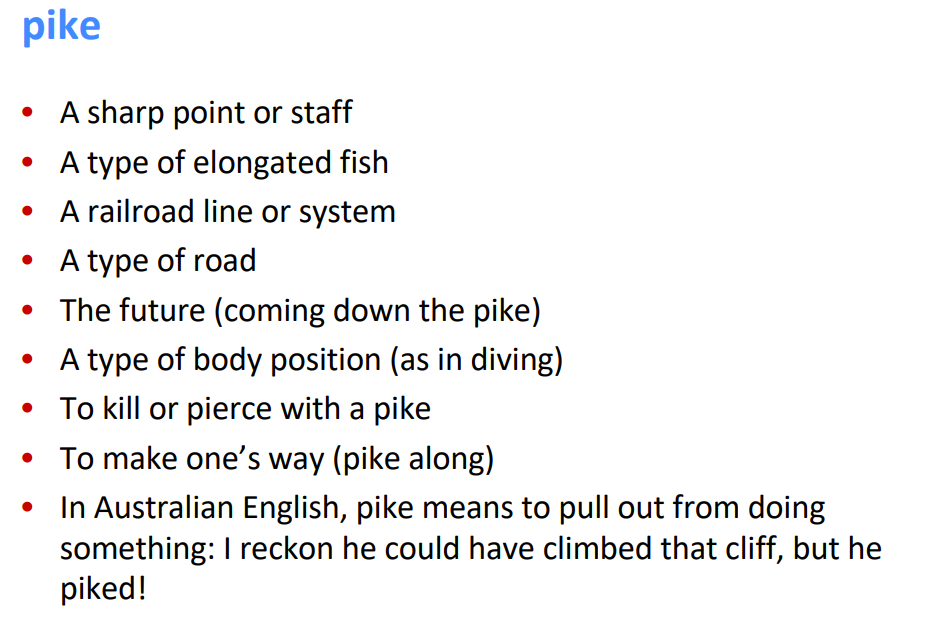 pike
• A sharp point or staff
• A type of elongated fish
• A railroad line or system
• A type of road
• The future (coming down the pike)
• A type of body position (as in diving)
• To kill or pierce with a pike
• To make one’s way (pike along)
• In Australian English, pike means to pull out from doing
something: I reckon he could have climbed that cliff, but he
piked!